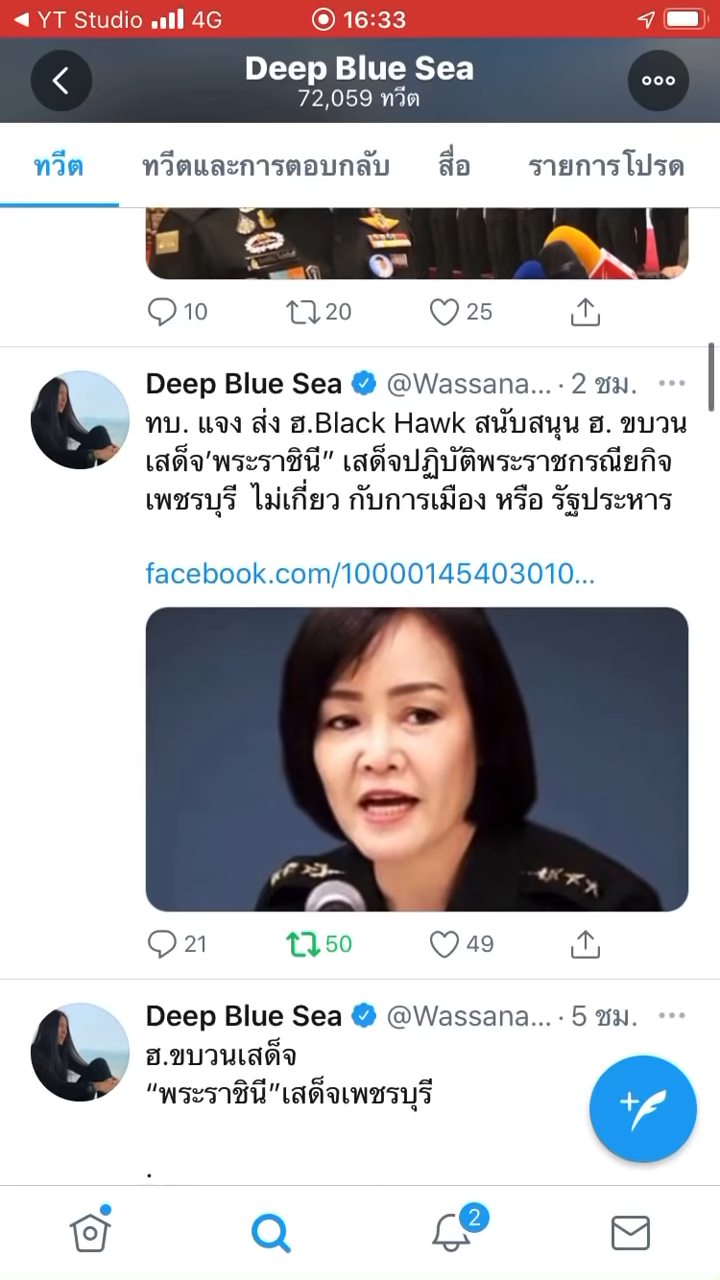 YT Studio 4G 16:33
Deep Blue Sea
72,059 ทวีต
ทวีต ทวีตและการตอบกลับ สื่อ รายการโปรด
10 20 25
Deep Blue Sea @Wassana... · 2 ชม.
ทบ. แจง ส่ง ฮ.Black Hawk สนับสนุน ฮ. ขบวน
เสด็จ’พระราชินี” เสด็จปฏิบัติพระราชกรณียกิจ
เพชรบุรี ไม่เกี่ยว กับการเมือง หรือ รัฐประหาร
facebook.com/10000145403010...
21 50 49
Deep Blue Sea @Wassana... · 5 ชม.
ฮ.ขบวนเสด็จ
“พระราชินี”เสด็จเพชรบุรี
.
2